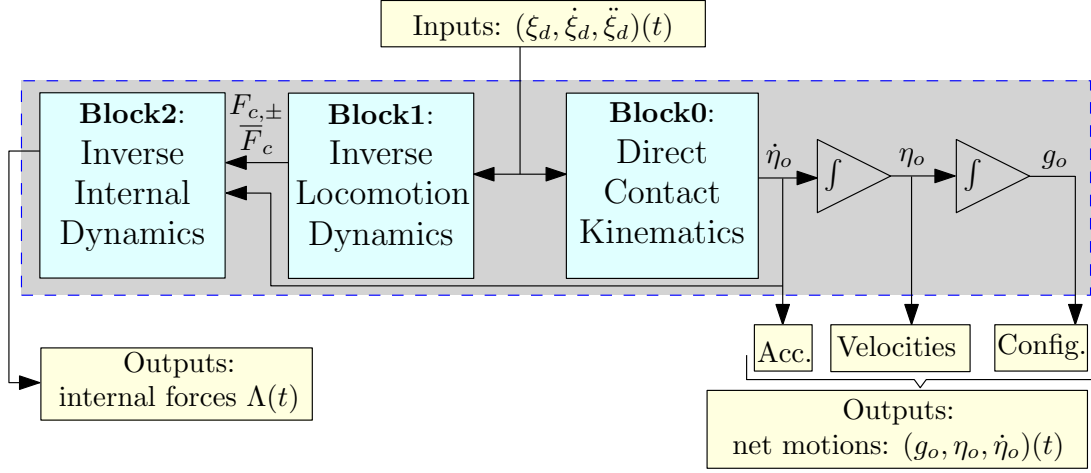 Inputs: (ξ_d, ξ̇_d, ξ̈_d)(t)
Block2:
Inverse
Internal
Dynamics
F_{c,±}
F̅_c
Block1:
Inverse
Locomotion
Dynamics
Block0:
Direct
Contact
Kinematics
η̇_o
∫
η_o
∫
g_o
Acc.
Velocities
Config.
Outputs:
internal forces Λ(t)
Outputs:
net motions: (g_o, η_o, η̇_o)(t)